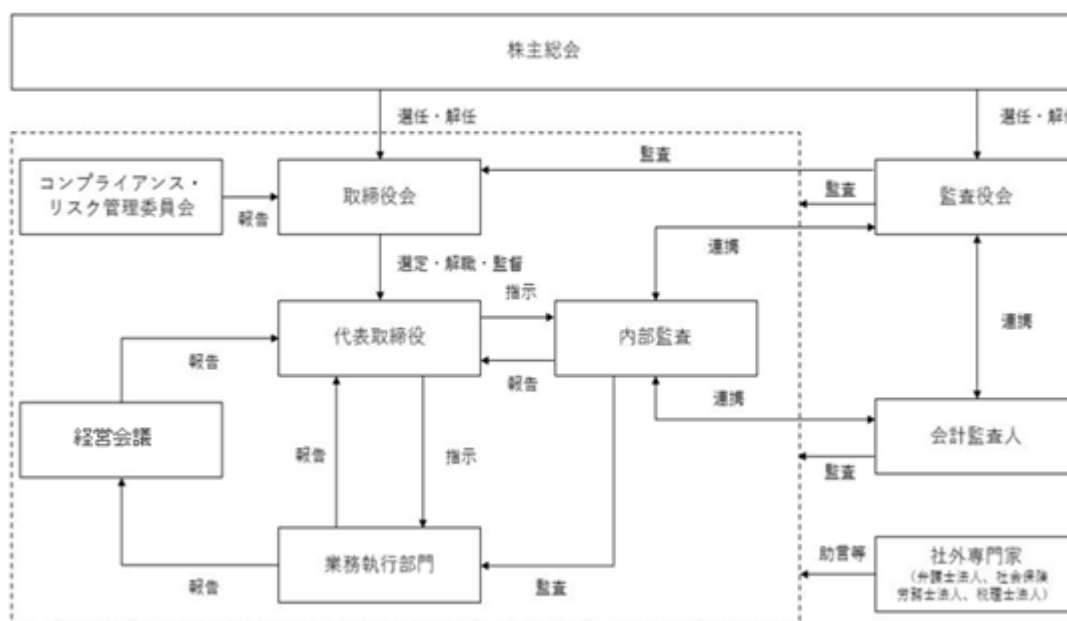 株主総会
選任・解任
選任・解任
コンプライアンス・
リスク管理委員会
報告
取締役会
監査
監査
監査役会
連携
選定・解職・監督
指示
代表取締役
内部監査
報告
報告
連携
連携
経営会議
会計監査人
報告
指示
監査
業務執行部門
報告
監査
助言等
社外専門家
（弁護士法人、社会保険
労務士法人、税理士法人）